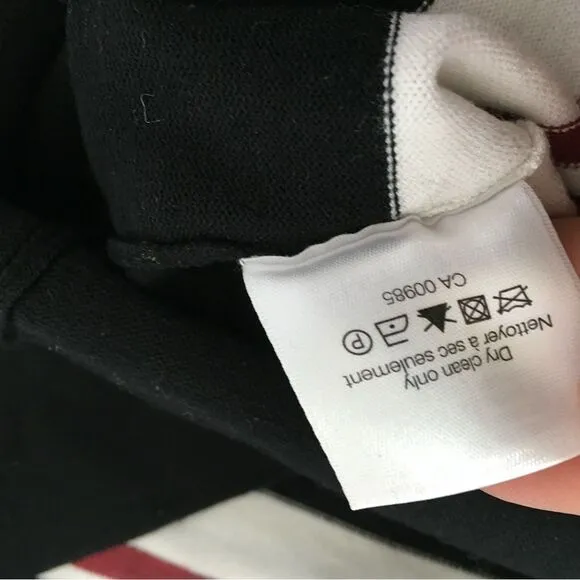 Dry clean only
Nettoyer à sec seulement
P
CA 00985